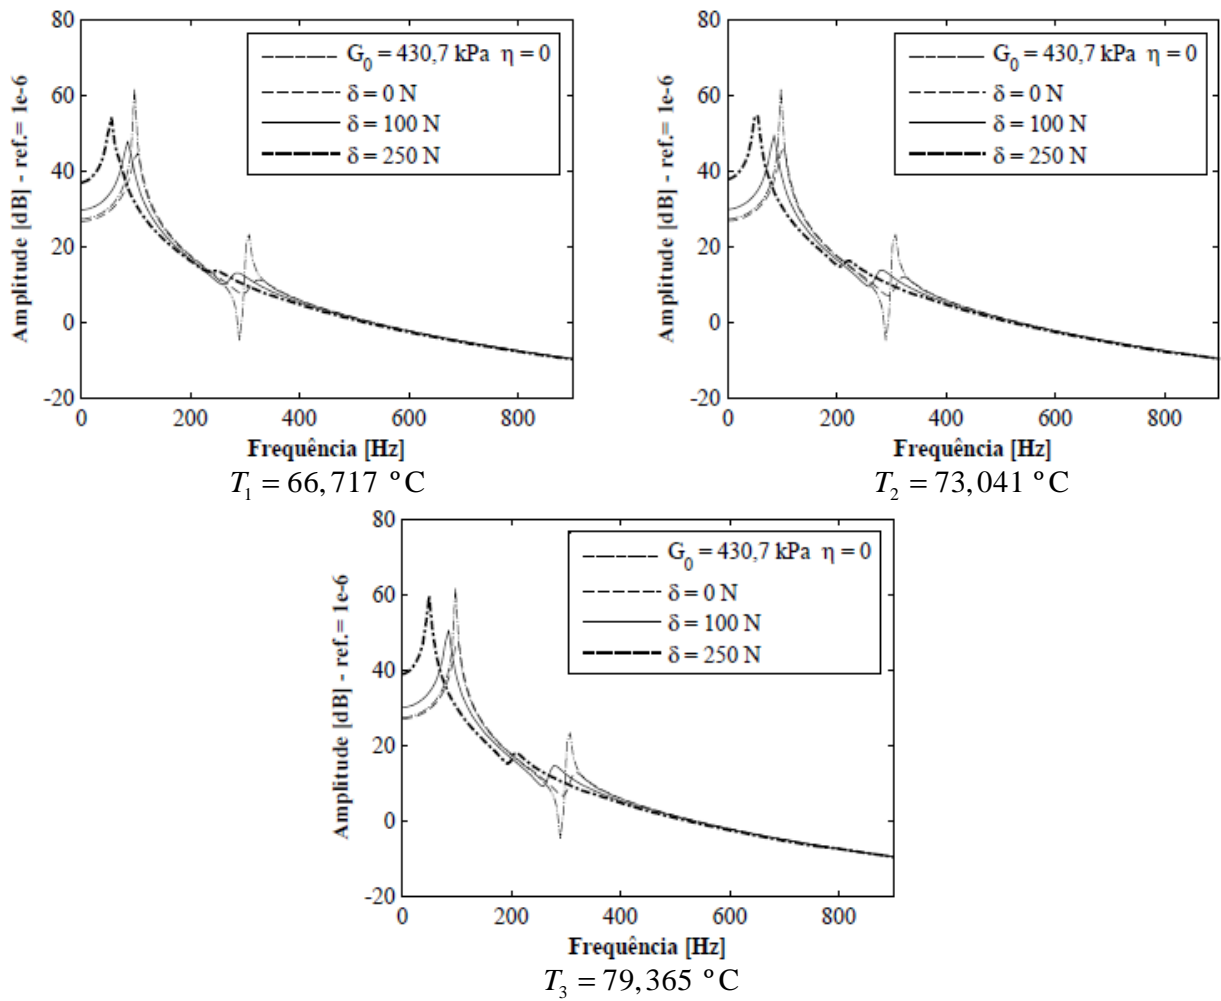 80
60
40
20
0
-20
Amplitude [dB] - ref.= 1e-6
G₀ = 430,7 kPa η = 0
δ = 0 N
δ = 100 N
δ = 250 N
0 200 400 600 800
Frequência [Hz]
T₁ = 66,717 ºC
80
60
40
20
0
-20
Amplitude [dB] - ref.= 1e-6
G₀ = 430,7 kPa η = 0
δ = 0 N
δ = 100 N
δ = 250 N
0 200 400 600 800
Frequência [Hz]
T₂ = 73,041 ºC
80
60
40
20
0
-20
Amplitude [dB] - ref.= 1e-6
G₀ = 430,7 kPa η = 0
δ = 0 N
δ = 100 N
δ = 250 N
0 200 400 600 800
Frequência [Hz]
T₃ = 79,365 ºC